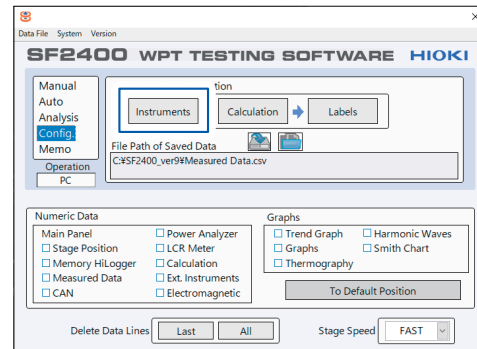 Data File System Version
SF2400 WPT TESTING SOFTWARE HIOKI
Manual
Auto
Analysis
Config.
Memo
Operation
PC
tion
Instruments
Calculation
Labels
File Path of Saved Data
C:¥SF2400_ver9¥Measured Data.csv
Numeric Data
Main Panel
Stage Position
Memory HiLogger
Measured Data
CAN
Power Analyzer
LCR Meter
Calculation
Ext. Instruments
Electromagnetic
Graphs
Trend Graph
Graphs
Thermography
Harmonic Waves
Smith Chart
To Default Position
Delete Data Lines Last All
Stage Speed FAST